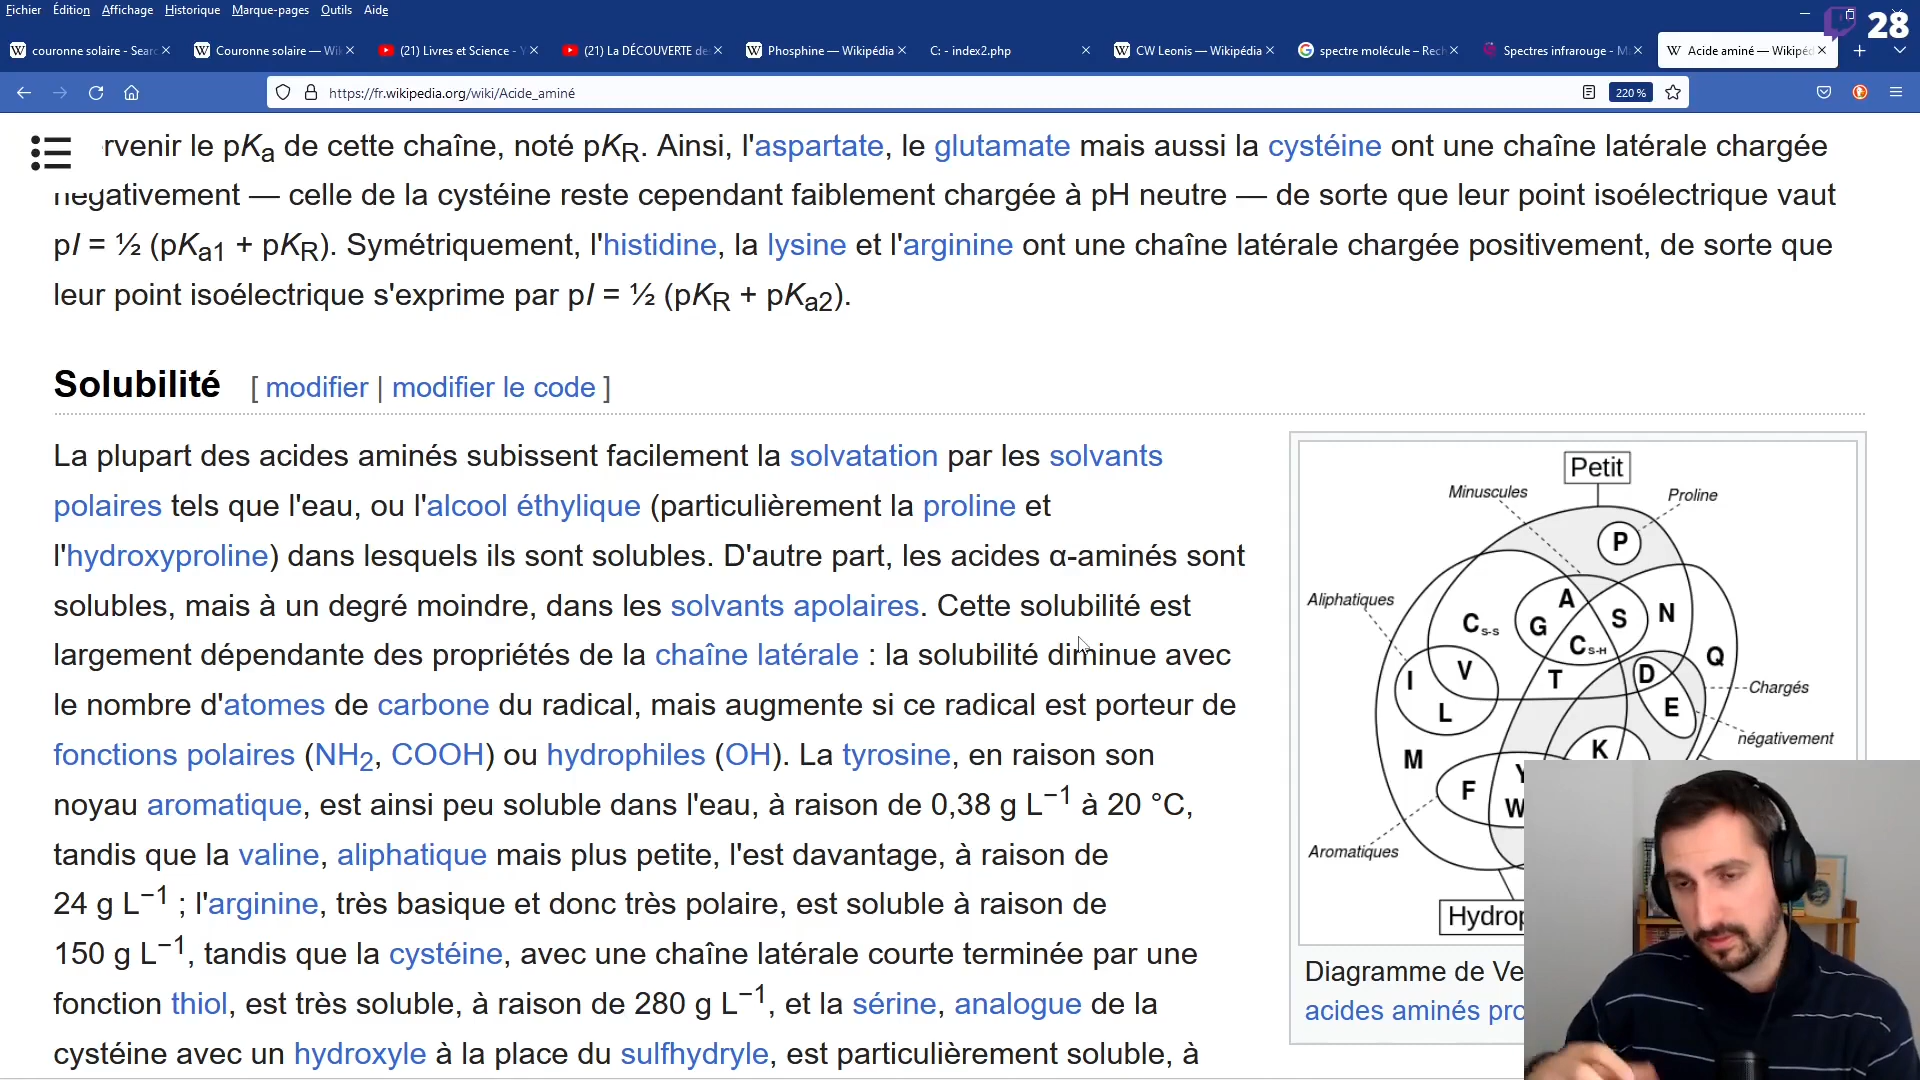 Fichier Édition Affichage Historique Marque-pages Outils Aide
28
couronne solaire - Sear
Couronne solaire — Wi
(21) Livres et Science -
(21) La DÉCOUVERTE de
Phosphine — Wikipédia
C: - index2.php
CW Leonis — Wikipédia
spectre molécule – Rec
Spectres infrarouge - M
Acide aminé — Wikipéd
https://fr.wikipedia.org/wiki/Acide_aminé
220 %
rvenir le pKa de cette chaîne, noté pKR. Ainsi, l'aspartate, le glutamate mais aussi la cystéine ont une chaîne latérale chargée
négativement — celle de la cystéine reste cependant faiblement chargée à pH neutre — de sorte que leur point isoélectrique vaut
pI = ½ (pKa1 + pKR). Symétriquement, l'histidine, la lysine et l'arginine ont une chaîne latérale chargée positivement, de sorte que
leur point isoélectrique s'exprime par pI = ½ (pKR + pKa2).
Solubilité [ modifier | modifier le code ]
La plupart des acides aminés subissent facilement la solvatation par les solvants
polaires tels que l'eau, ou l'alcool éthylique (particulièrement la proline et
l'hydroxyproline) dans lesquels ils sont solubles. D'autre part, les acides α-aminés sont
solubles, mais à un degré moindre, dans les solvants apolaires. Cette solubilité est
largement dépendante des propriétés de la chaîne latérale : la solubilité diminue avec
le nombre d'atomes de carbone du radical, mais augmente si ce radical est porteur de
fonctions polaires (NH2, COOH) ou hydrophiles (OH). La tyrosine, en raison son
noyau aromatique, est ainsi peu soluble dans l'eau, à raison de 0,38 g L−1 à 20 °C,
tandis que la valine, aliphatique mais plus petite, l'est davantage, à raison de
24 g L−1 ; l'arginine, très basique et donc très polaire, est soluble à raison de
150 g L−1, tandis que la cystéine, avec une chaîne latérale courte terminée par une
fonction thiol, est très soluble, à raison de 280 g L−1, et la sérine, analogue de la
cystéine avec un hydroxyle à la place du sulfhydryle, est particulièrement soluble, à
Petit
Minuscules
Proline
P
Aliphatiques
A
CS-S
G
S
N
CS-H
Q
I
V
T
D
Chargés
L
E
négativement
M
K
F
Y
W
Aromatiques
Hydrop
Diagramme de Ve
acides aminés pro